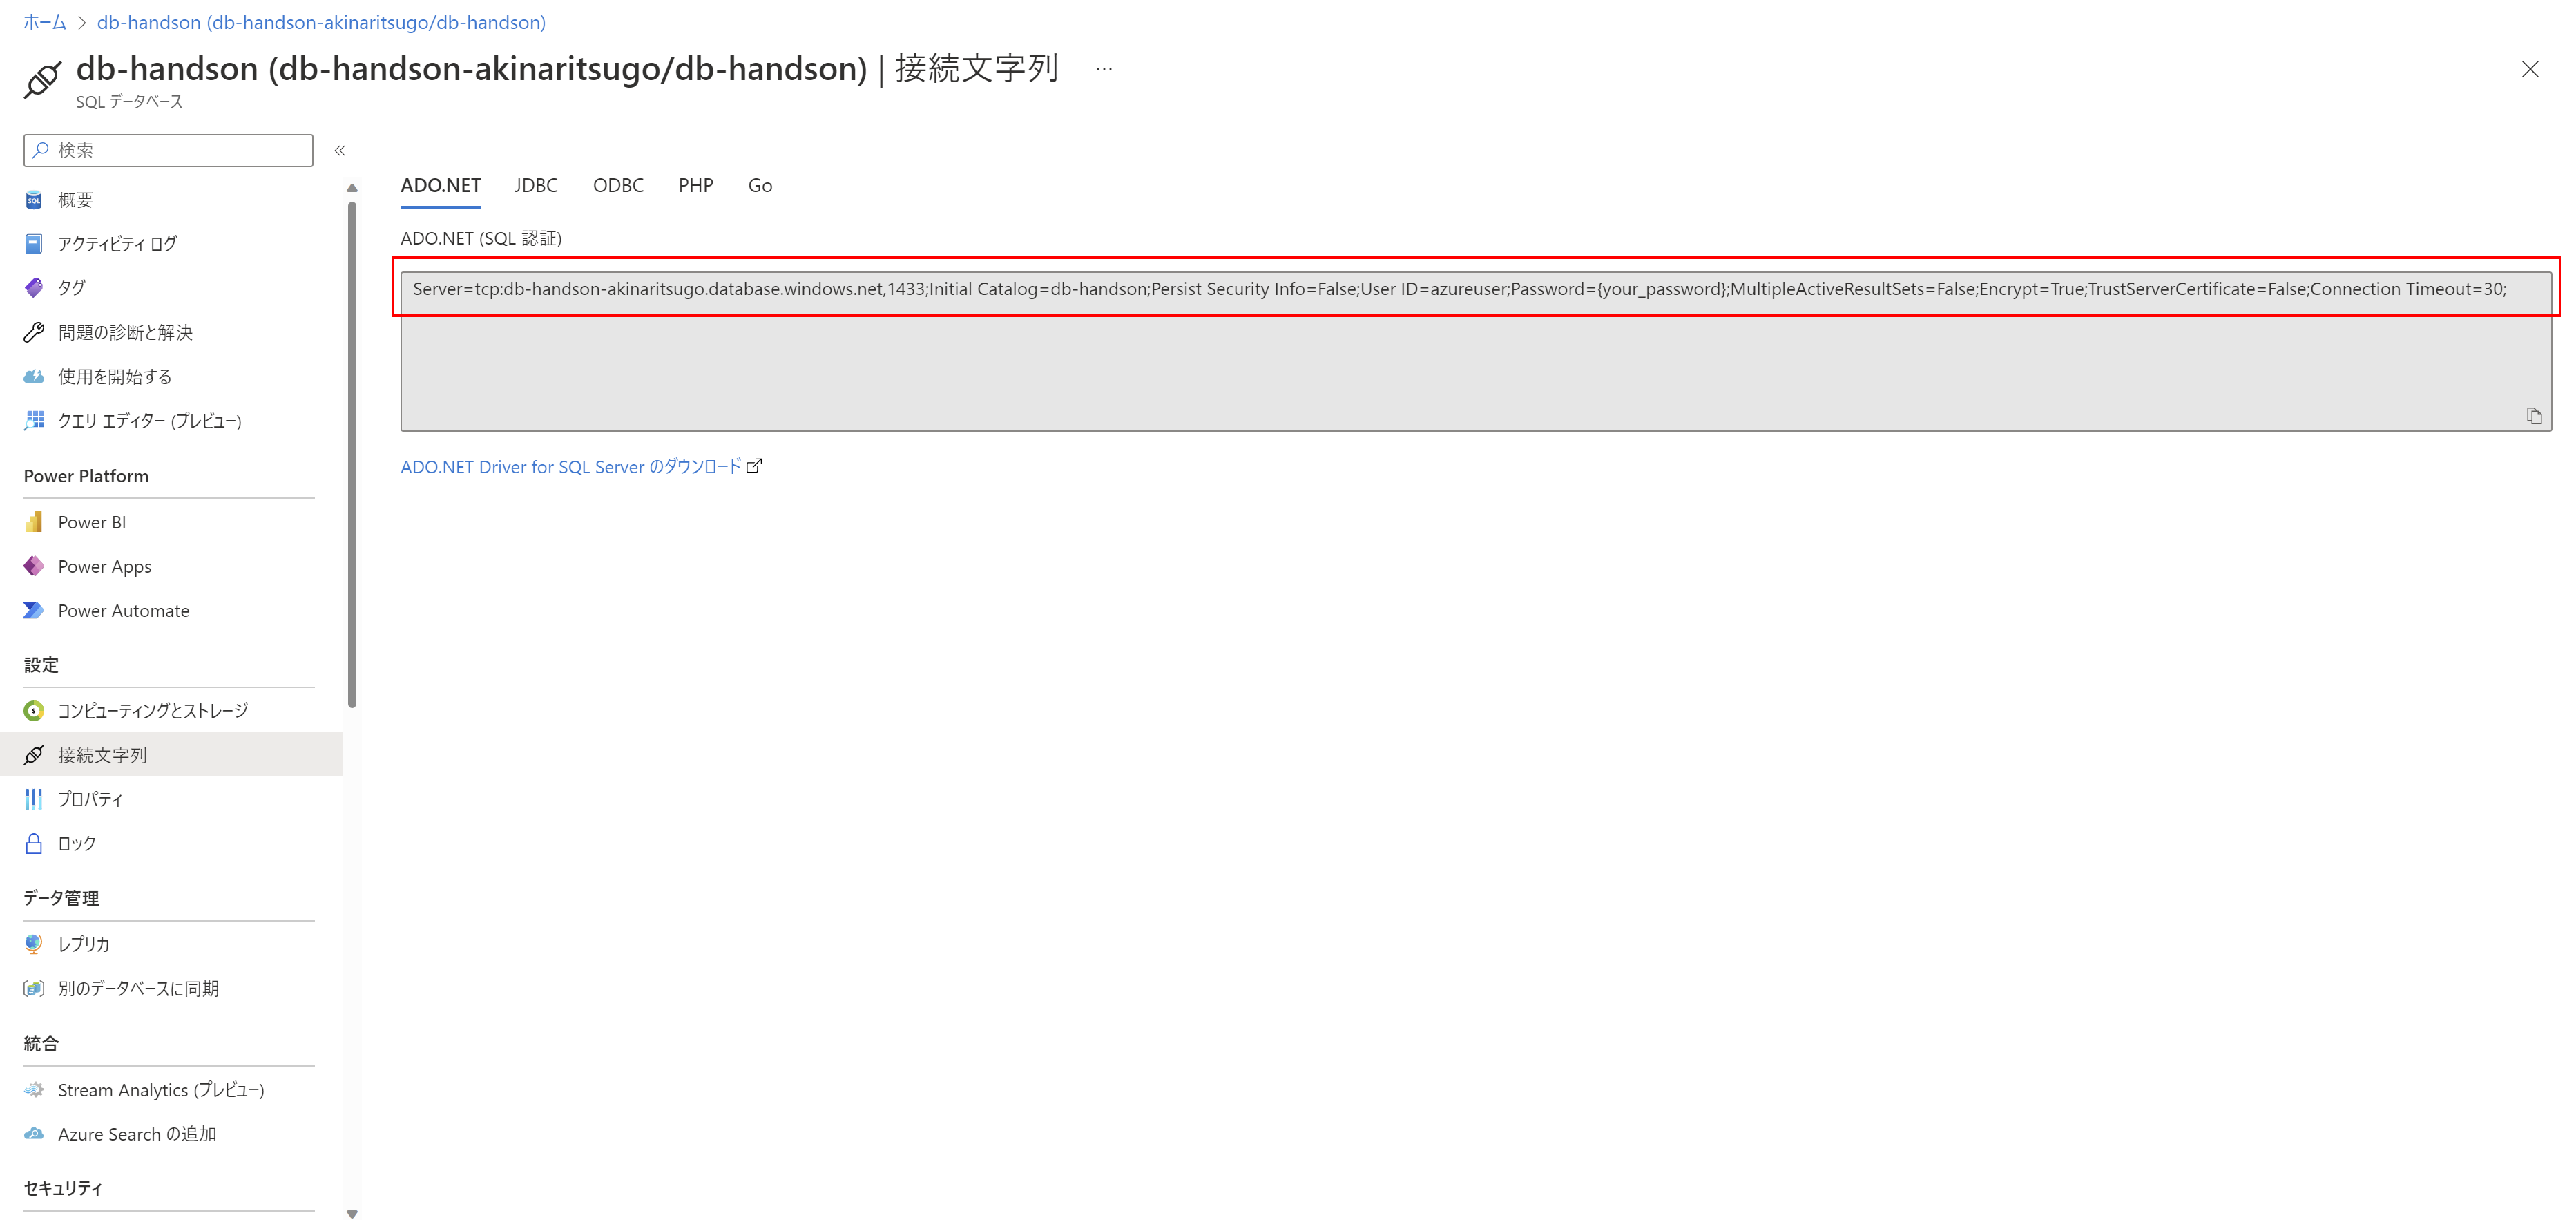 ホーム > db-handson (db-handson-akinaritsugo/db-handson)
db-handson (db-handson-akinaritsugo/db-handson) | 接続文字列 …
SQL データベース
検索
«
概要
アクティビティ ログ
タグ
問題の診断と解決
使用を開始する
クエリ エディター (プレビュー)
Power Platform
Power BI
Power Apps
Power Automate
設定
コンピューティングとストレージ
接続文字列
プロパティ
ロック
データ管理
レプリカ
別のデータベースに同期
統合
Stream Analytics (プレビュー)
Azure Search の追加
セキュリティ
ADO.NET JDBC ODBC PHP Go
ADO.NET (SQL 認証)
Server=tcp:db-handson-akinaritsugo.database.windows.net,1433;Initial Catalog=db-handson;Persist Security Info=False;User ID=azureuser;Password={your_password};MultipleActiveResultSets=False;Encrypt=True;TrustServerCertificate=False;Connection Timeout=30;
ADO.NET Driver for SQL Server のダウンロード